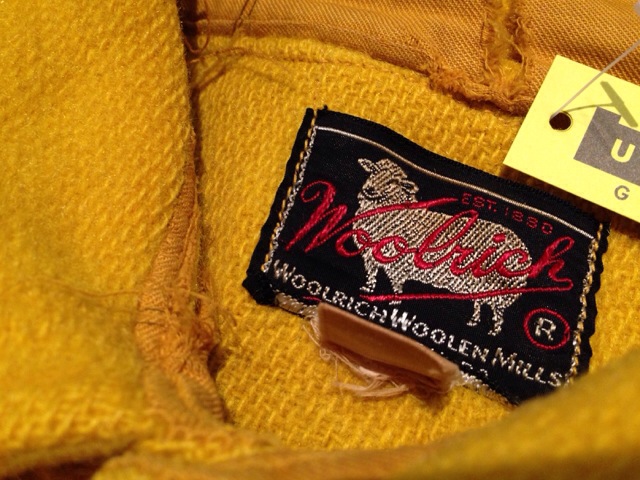 EST. 1830
Woolrich
R
WOOLRICH WOOLEN MILLS
U
G